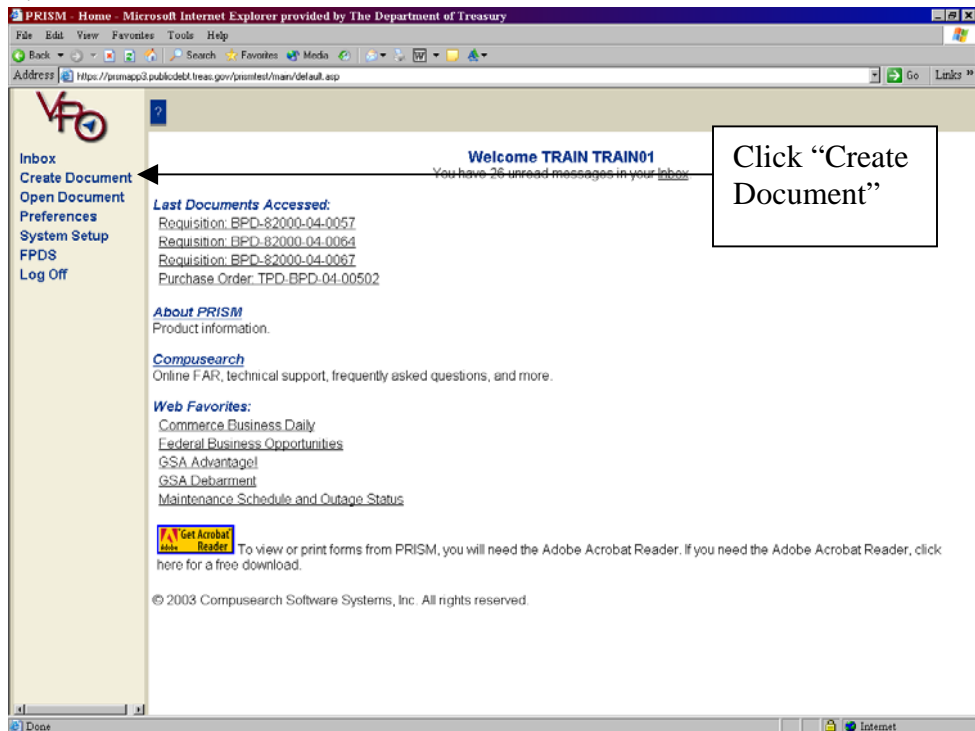 PRISM - Home - Microsoft Internet Explorer provided by The Department of Treasury
File Edit View Favorites Tools Help
Back Search Favorites Media
Address https://prismapp3.publicdebt.treas.gov/prismtest/main/default.asp Go Links »
VPO
?
Inbox
Create Document
Open Document
Preferences
System Setup
FPDS
Log Off
Welcome TRAIN TRAIN01
You have 26 unread messages in your Inbox
Click “Create
Document”
Last Documents Accessed:
Requisition: BPD-82000-04-0057
Requisition: BPD-82000-04-0064
Requisition: BPD-82000-04-0067
Purchase Order: TPD-BPD-04-00502
About PRISM
Product information.
Compusearch
Online FAR, technical support, frequently asked questions, and more.
Web Favorites:
Commerce Business Daily
Federal Business Opportunities
GSA Advantage!
GSA Debarment
Maintenance Schedule and Outage Status
Get Acrobat
Adobe Reader
To view or print forms from PRISM, you will need the Adobe Acrobat Reader. If you need the Adobe Acrobat Reader, click
here for a free download.
© 2003 Compusearch Software Systems, Inc. All rights reserved.
Done Internet